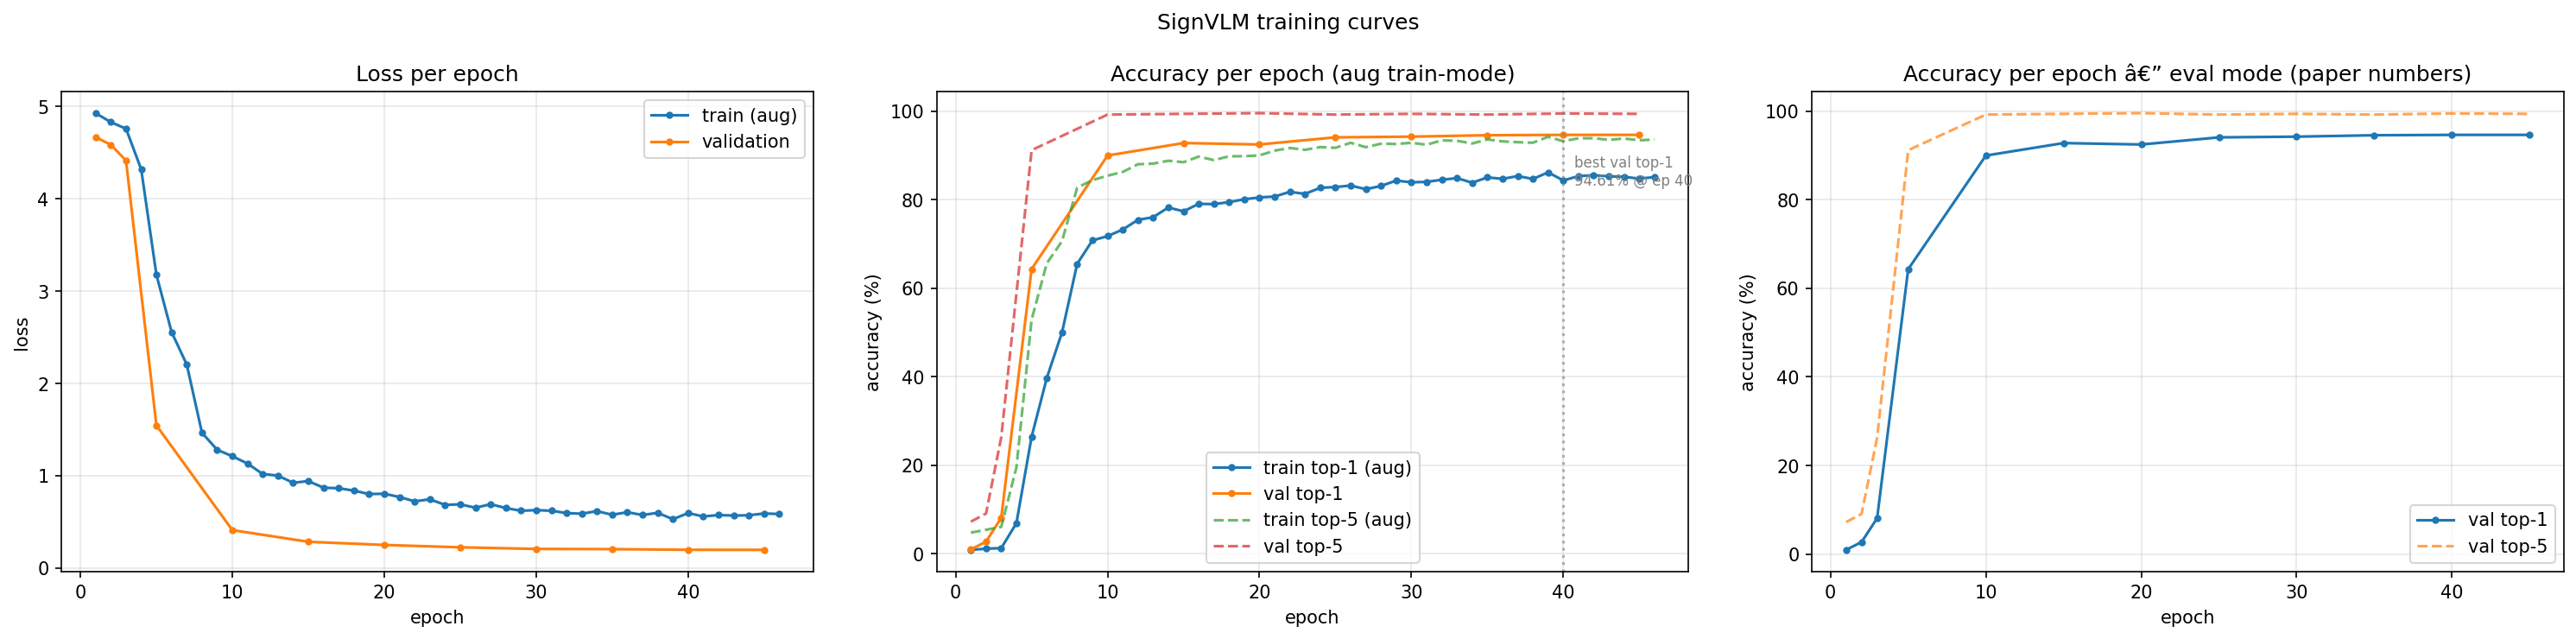 SignVLM training curves
Loss per epoch
5
4
3
2
1
0
loss
0 10 20 30 40
epoch
train (aug)
validation
Accuracy per epoch (aug train-mode)
100
80
60
40
20
0
accuracy (%)
0 10 20 30 40
epoch
best val top-1
94.61% @ ep 40
train top-1 (aug)
val top-1
train top-5 (aug)
val top-5
Accuracy per epoch â€” eval mode (paper numbers)
100
80
60
40
20
0
accuracy (%)
0 10 20 30 40
epoch
val top-1
val top-5